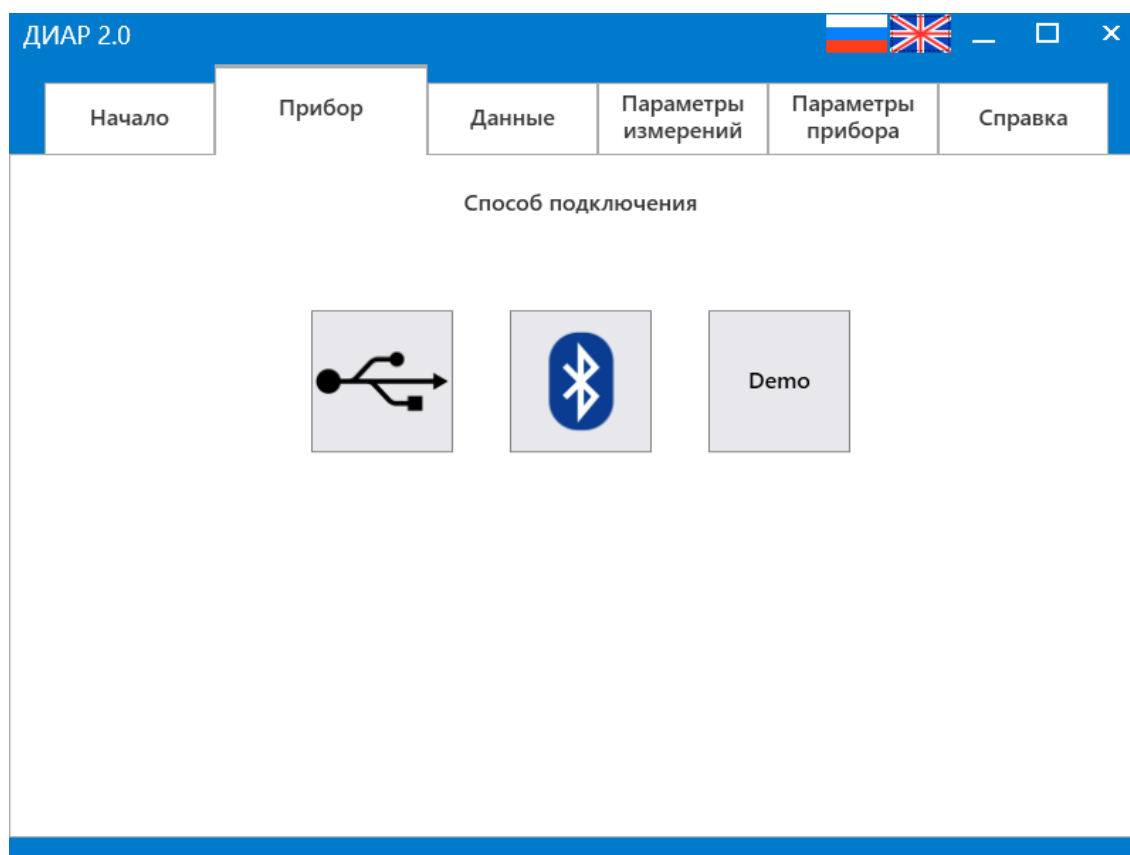 ДИАР 2.0
Начало
Прибор
Данные
Параметры
измерений
Параметры
прибора
Справка
Способ подключения
Demo